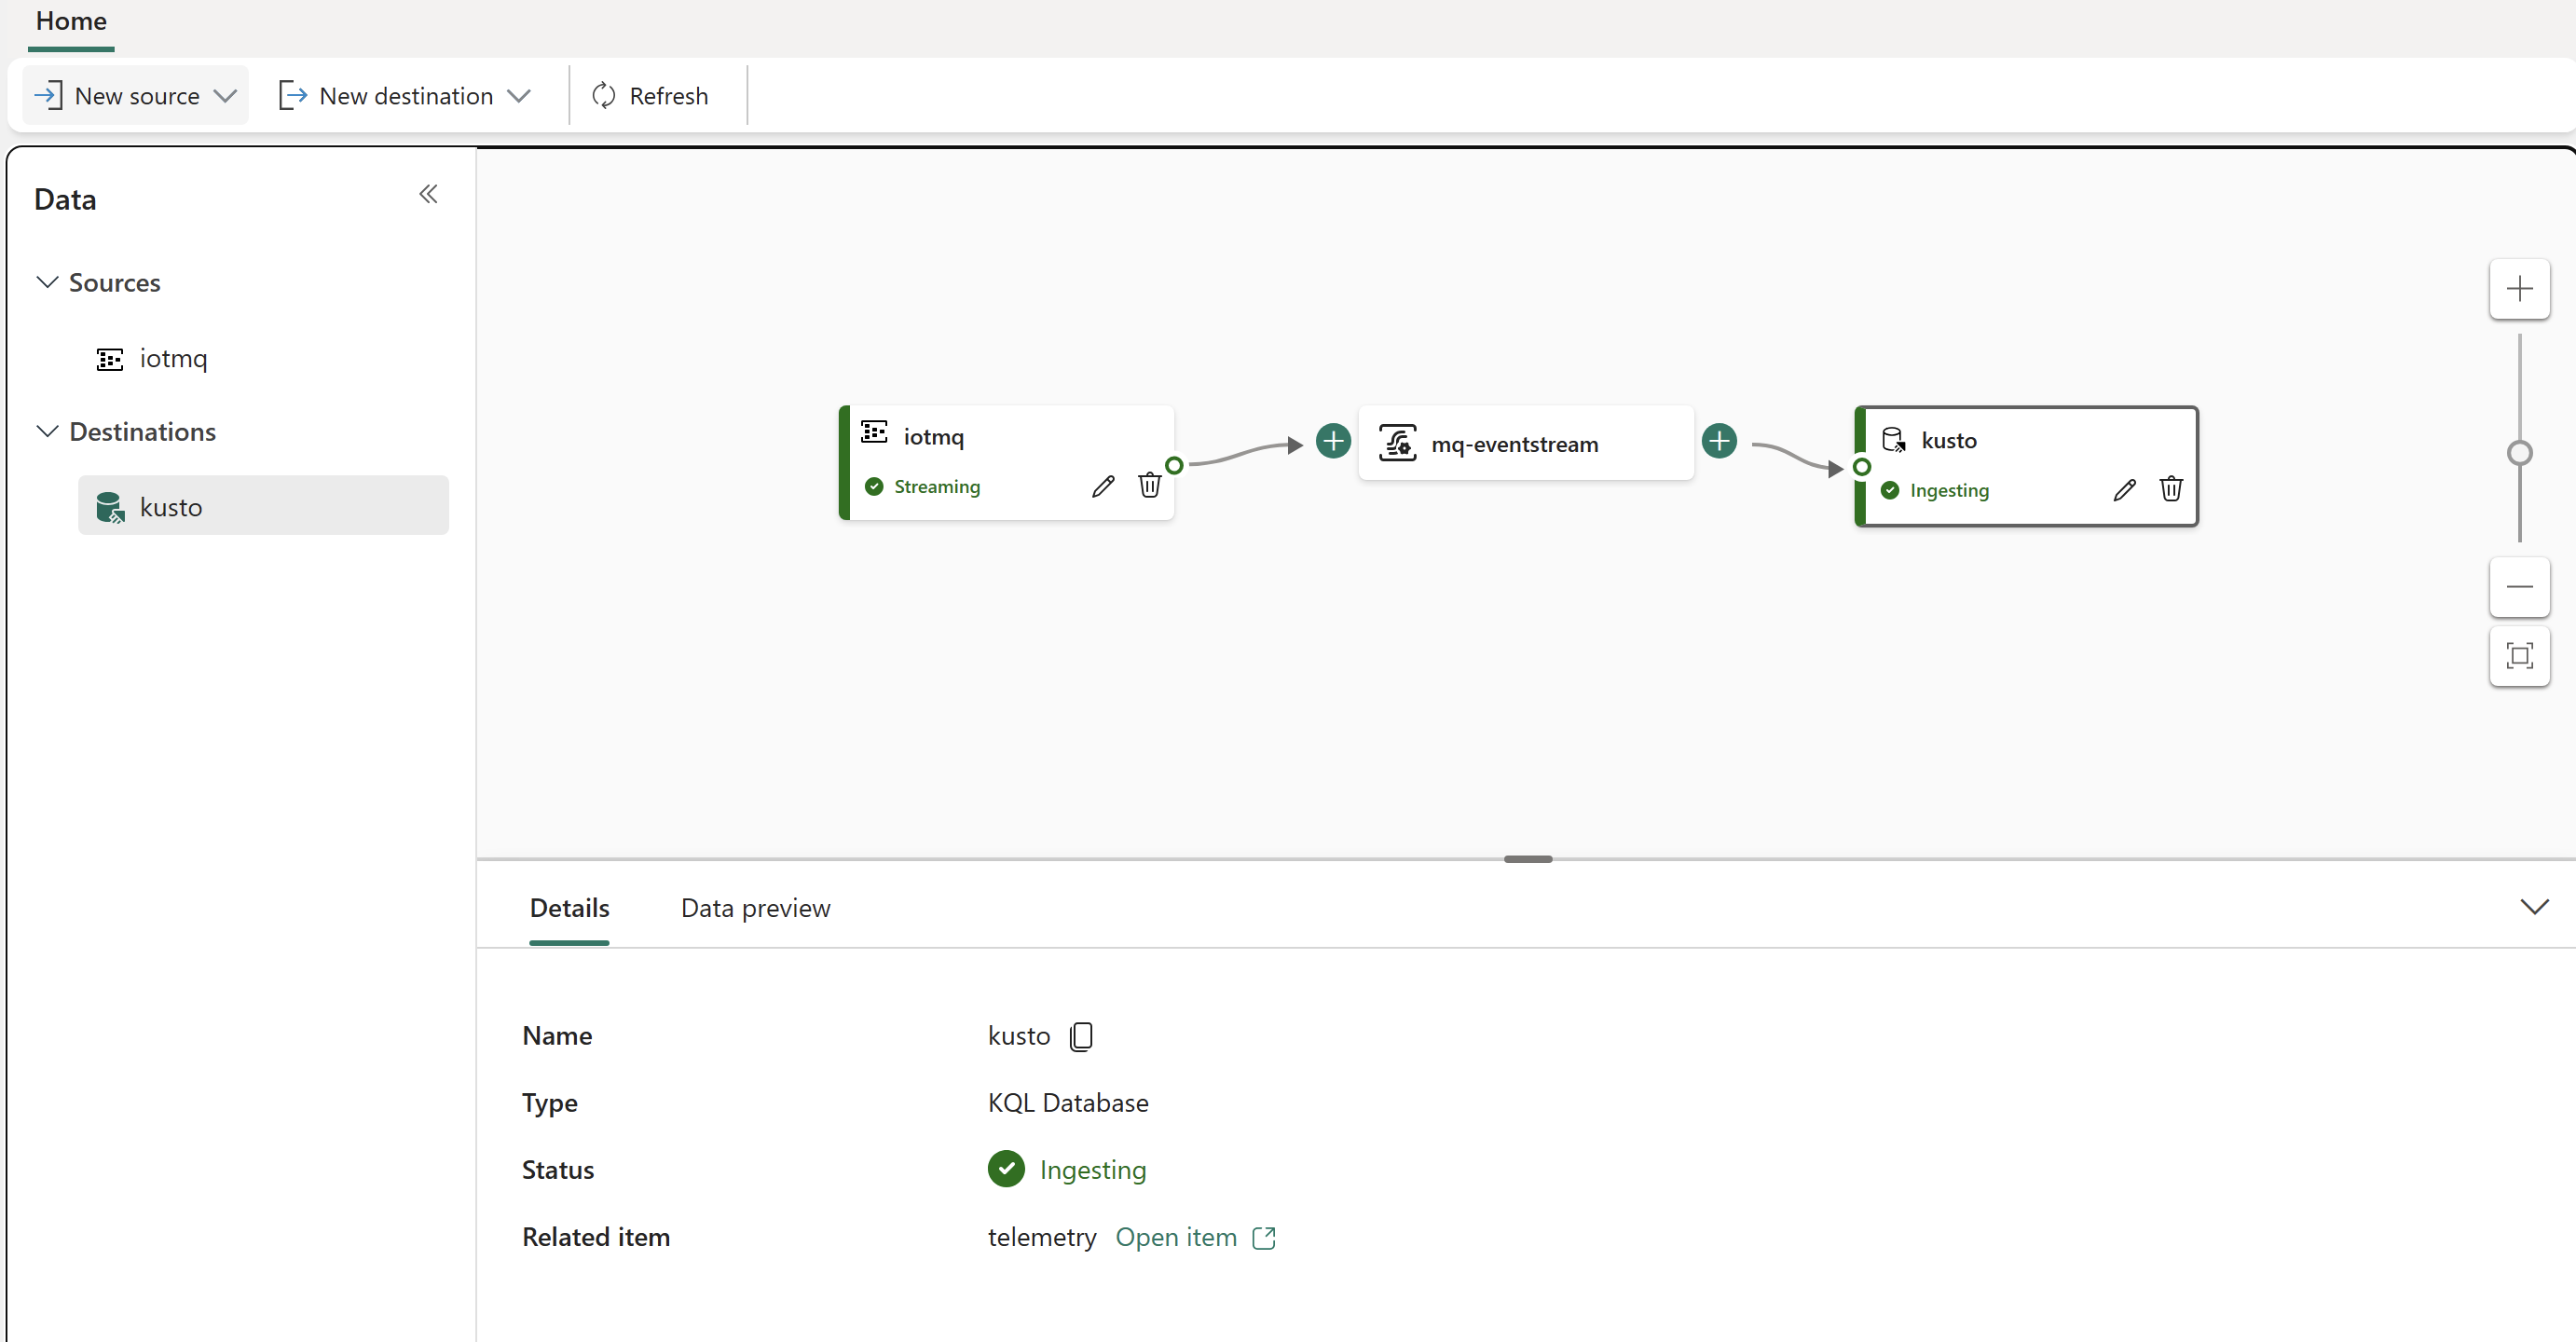 Home
New source
New destination
Refresh
Data
Sources
iotmq
Destinations
kusto
iotmq
Streaming
mq-eventstream
kusto
Ingesting
Details
Data preview
Name
kusto
Type
KQL Database
Status
Ingesting
Related item
telemetry
Open item